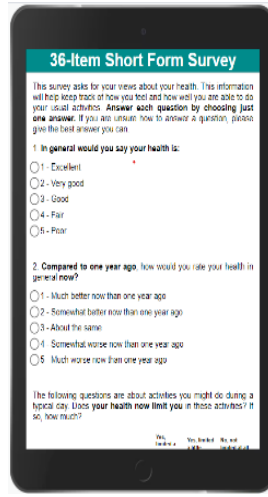 36-Item Short Form Survey
This survey asks for your views about your health. This information
will help keep track of how you feel and how well you are able to do
your usual activities. Answer each question by choosing just
one answer. If you are unsure how to answer a question, please
give the best answer you can.
1. In general would you say your health is:
1 - Excellent
2 - Very good
3 - Good
4 - Fair
5 - Poor
2. Compared to one year ago, how would you rate your health in
general now?
1 - Much better now than one year ago
2 - Somewhat better now than one year ago
3 - About the same
4 Somewhat worse now than one year ago
5 Much worse now than one year ago
The following questions are about activities you might do during a
typical day. Does your health now limit you in these activities? If
so, how much?
Yes, Yes, limited No, not
limited a